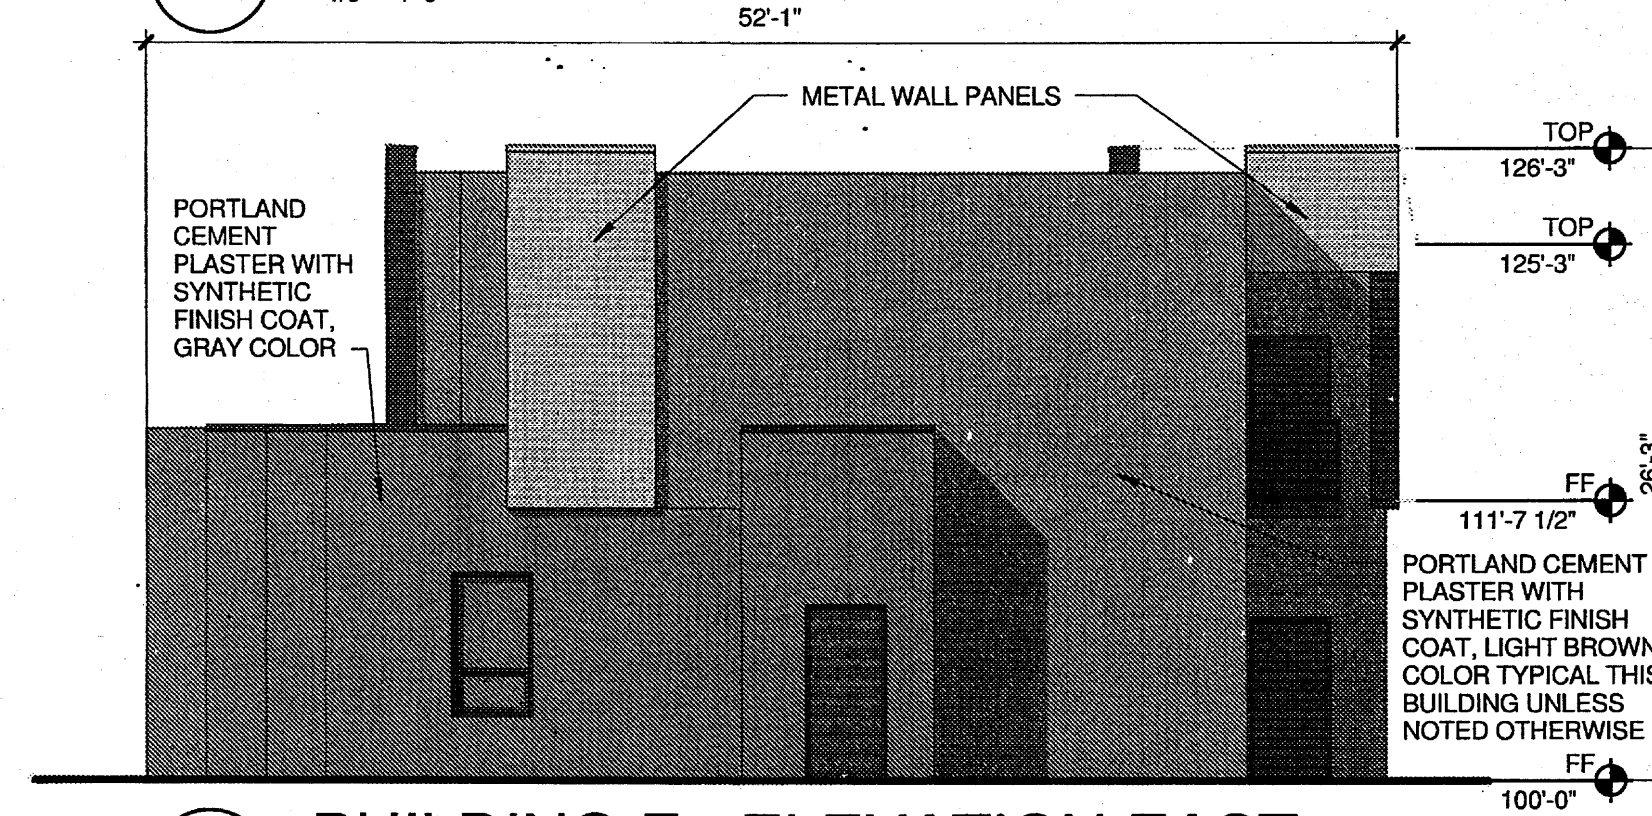 52'-1"
METAL WALL PANELS
TOP
126'-3"
PORTLAND
CEMENT
PLASTER WITH
SYNTHETIC
FINISH COAT,
GRAY COLOR
TOP
125'-3"
FF
111'-7 1/2"
26'-3"
PORTLAND CEMENT
PLASTER WITH
SYNTHETIC FINISH
COAT, LIGHT BROWN
COLOR TYPICAL THIS
BUILDING UNLESS
NOTED OTHERWISE
FF
100'-0"